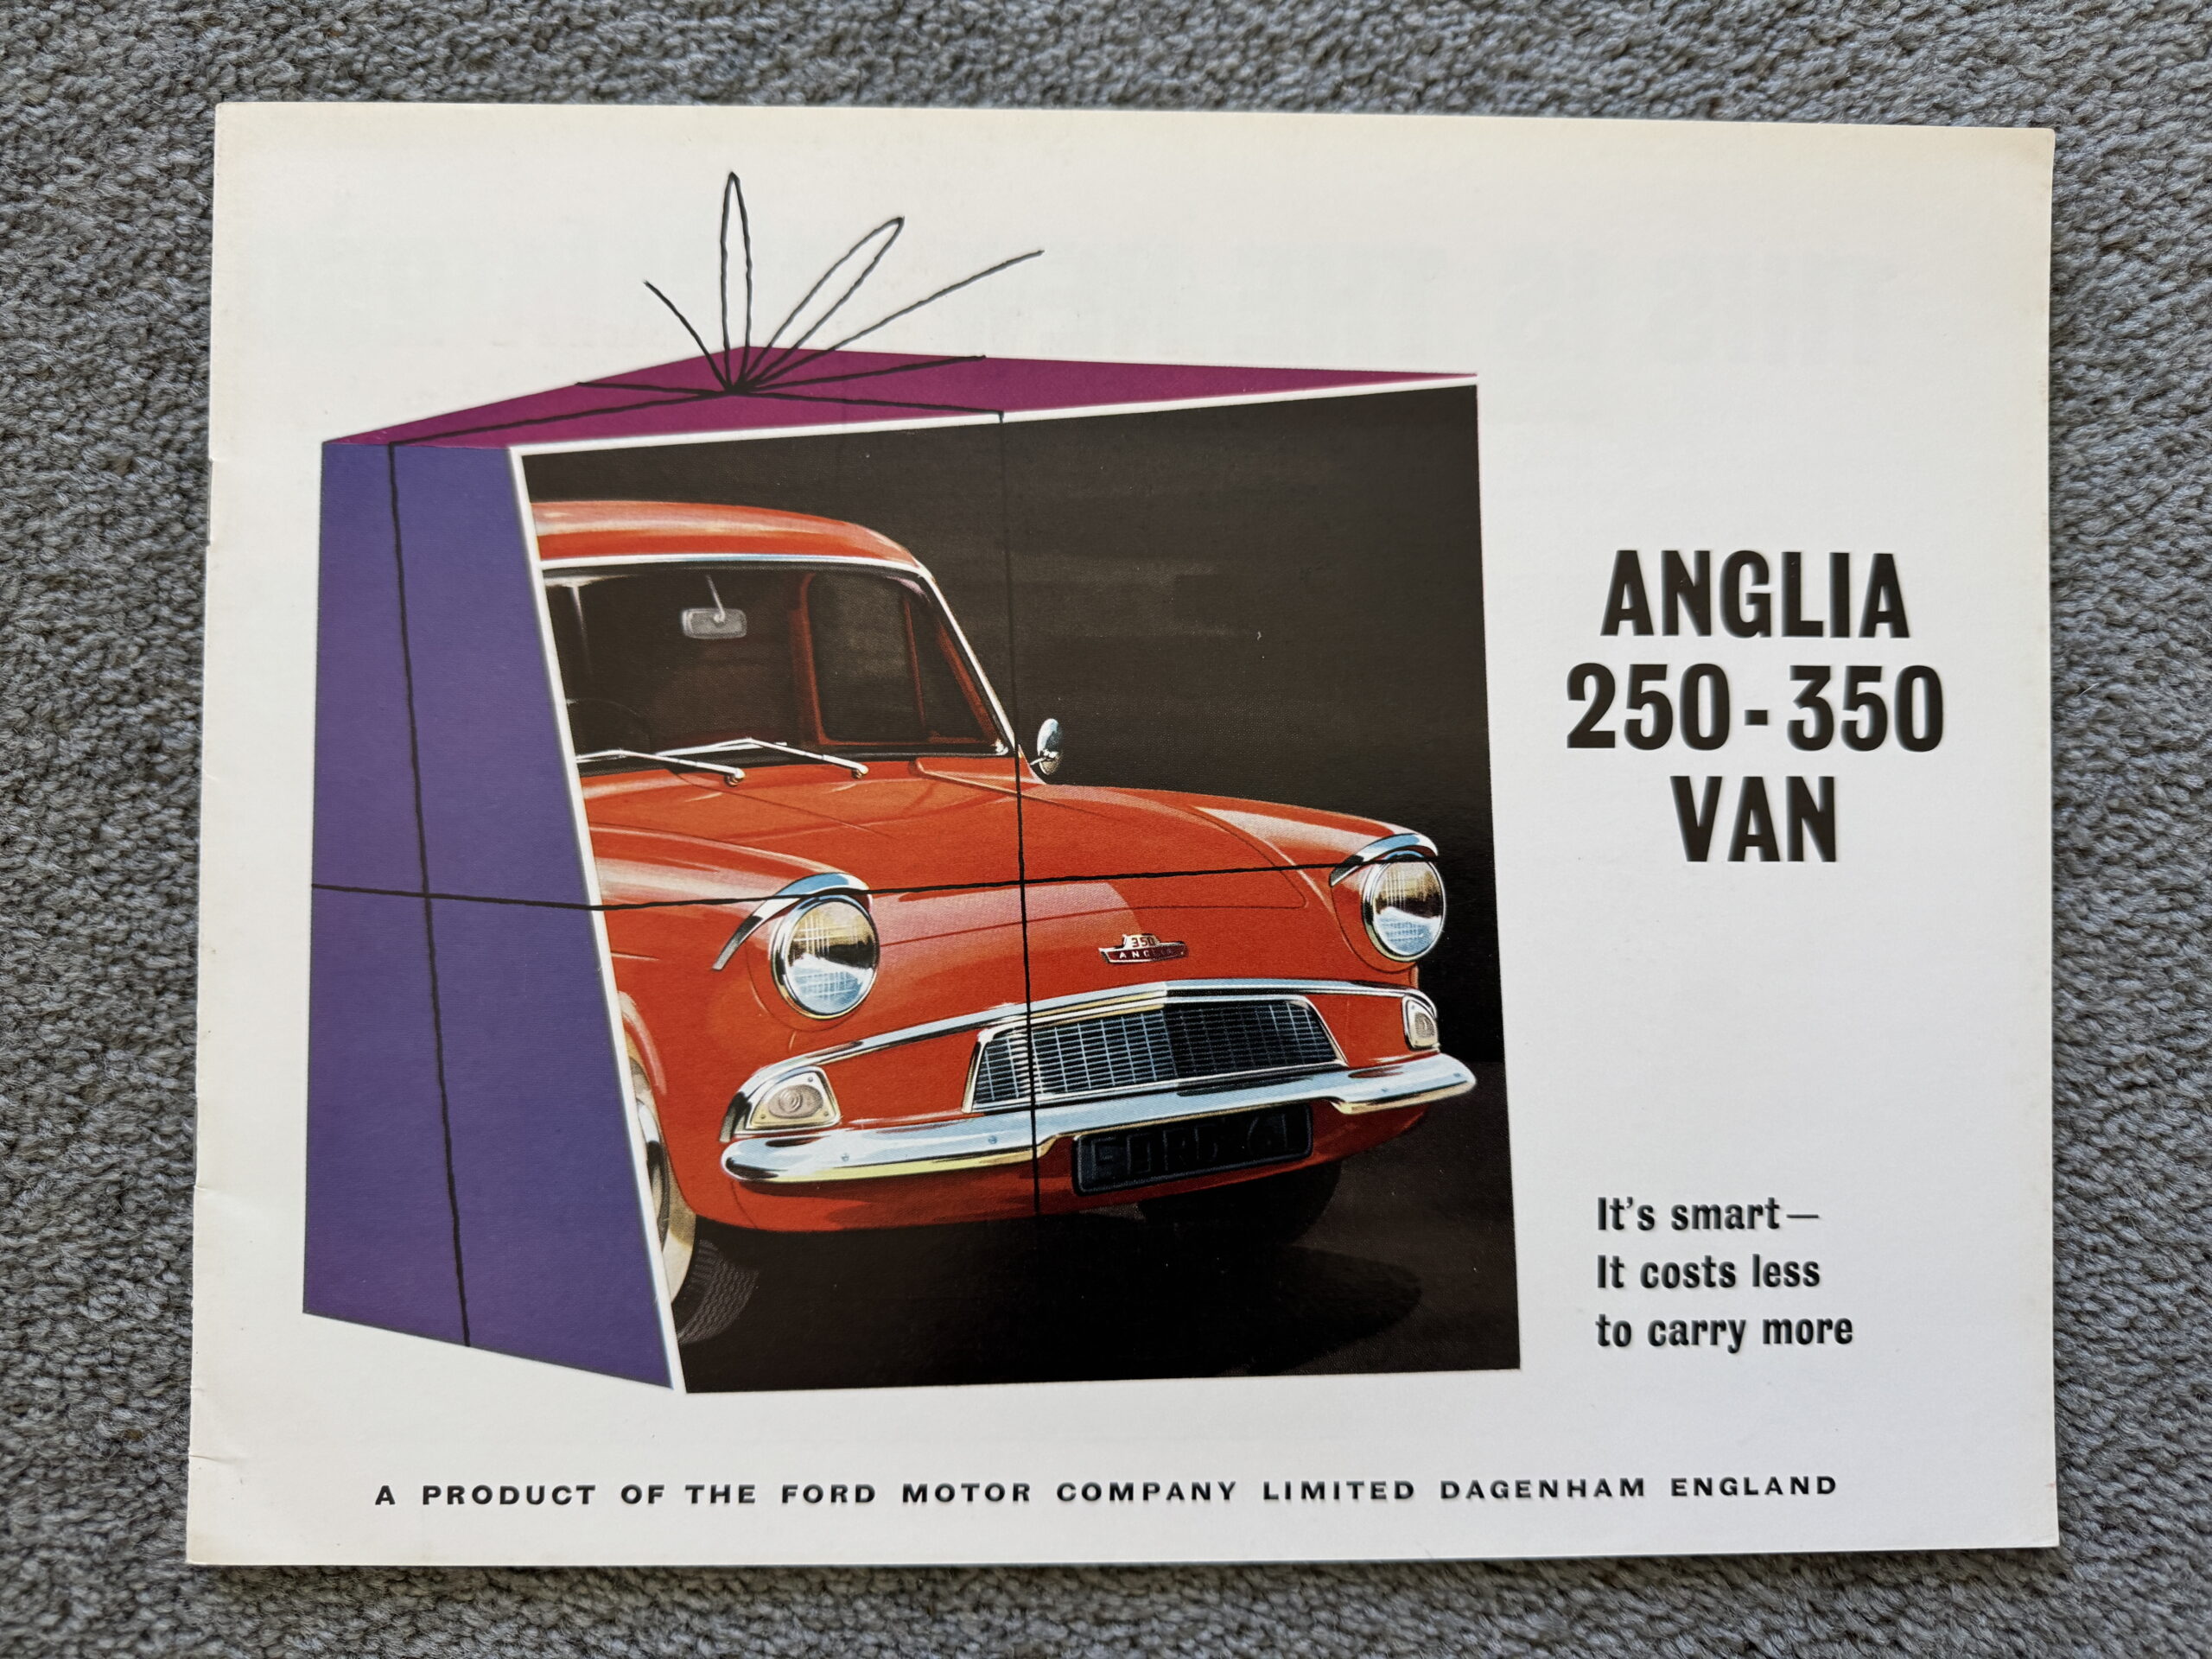 ANGLIA
250-350
VAN
350
ANGLIA
It's smart—
It costs less
to carry more
A PRODUCT OF THE FORD MOTOR COMPANY LIMITED DAGENHAM ENGLAND